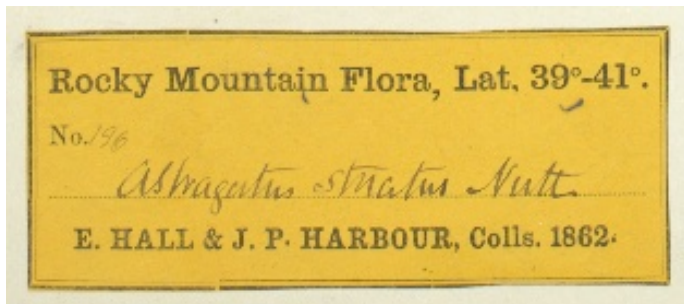 Rocky Mountain Flora, Lat. 39°-41°.
No. 196
Astragalus striatus Nutt.
E. HALL & J. P. HARBOUR, Colls. 1862.